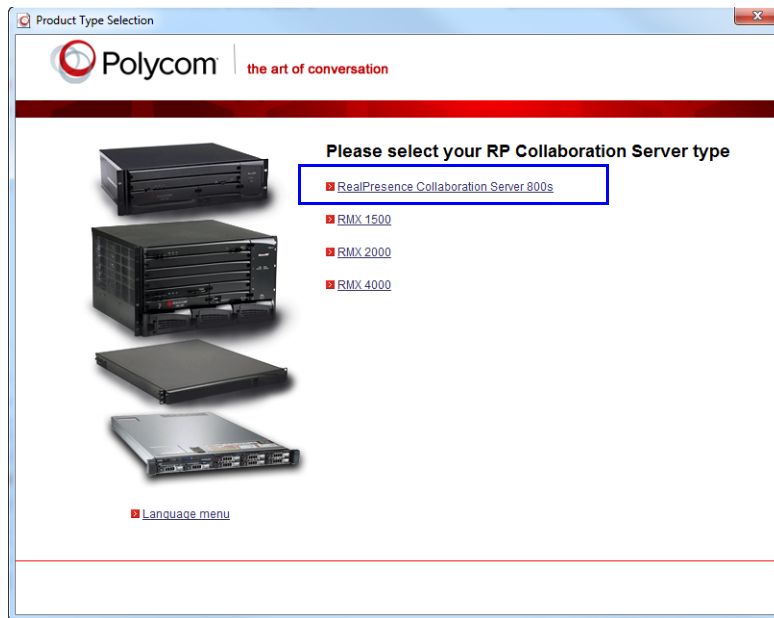 Product Type Selection
Polycom
the art of conversation
Please select your RP Collaboration Server type
RealPresence Collaboration Server 800s
RMX 1500
RMX 2000
RMX 4000
Language menu